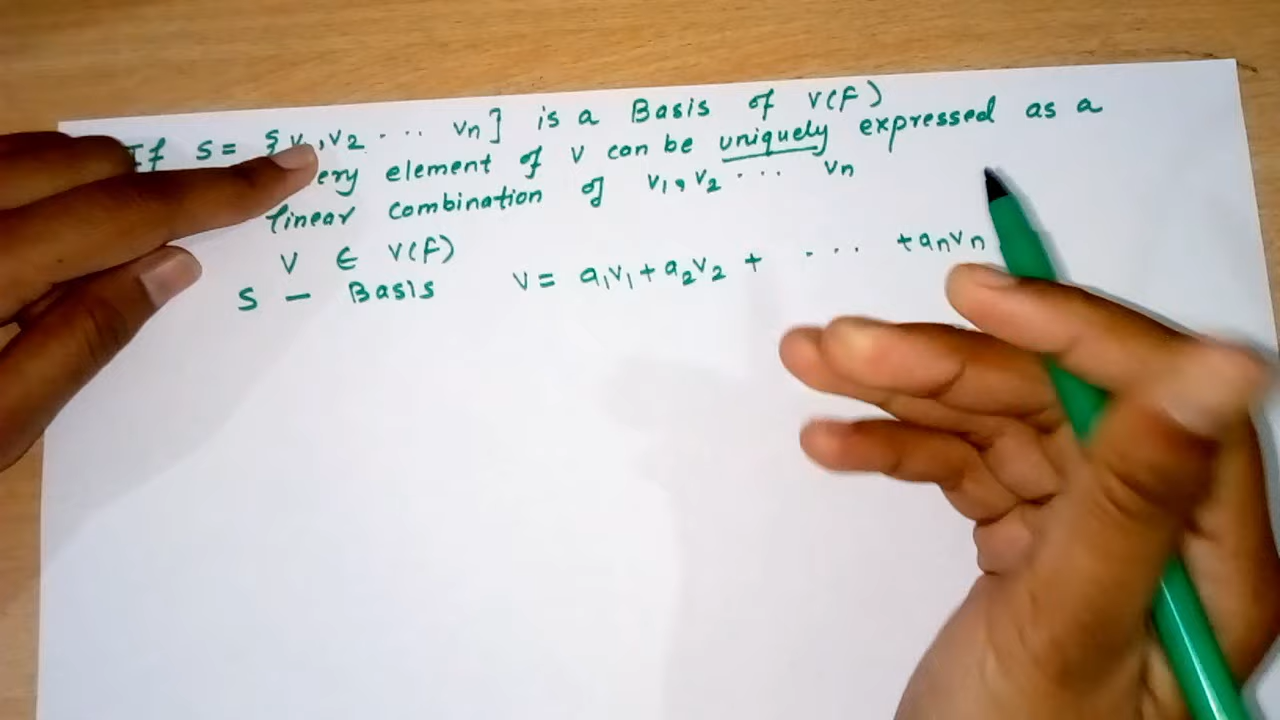 If S = {v₁, v₂ ... vₙ] is a Basis of V(F)
element of V can be uniquely expressed as a
linear combination of v₁, v₂ ... vₙ
V ∈ V(F)
S - Basis V = a₁v₁ + a₂v₂ + ... + aₙvₙ